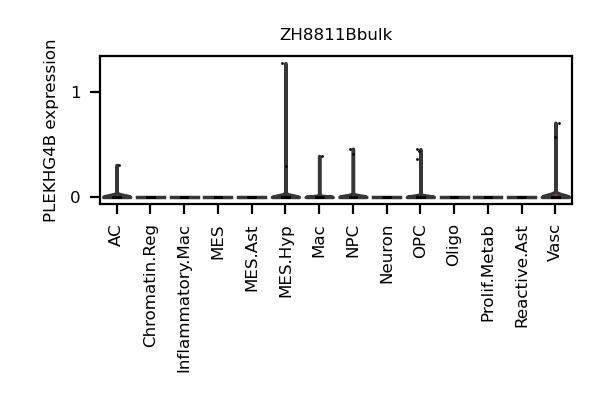 ZH8811Bbulk
PLEKHG4B expression
1
0
AC
Chromatin.Reg
Inflammatory.Mac
MES
MES.Ast
MES.Hyp
Mac
NPC
Neuron
OPC
Oligo
Prolif.Metab
Reactive.Ast
Vasc